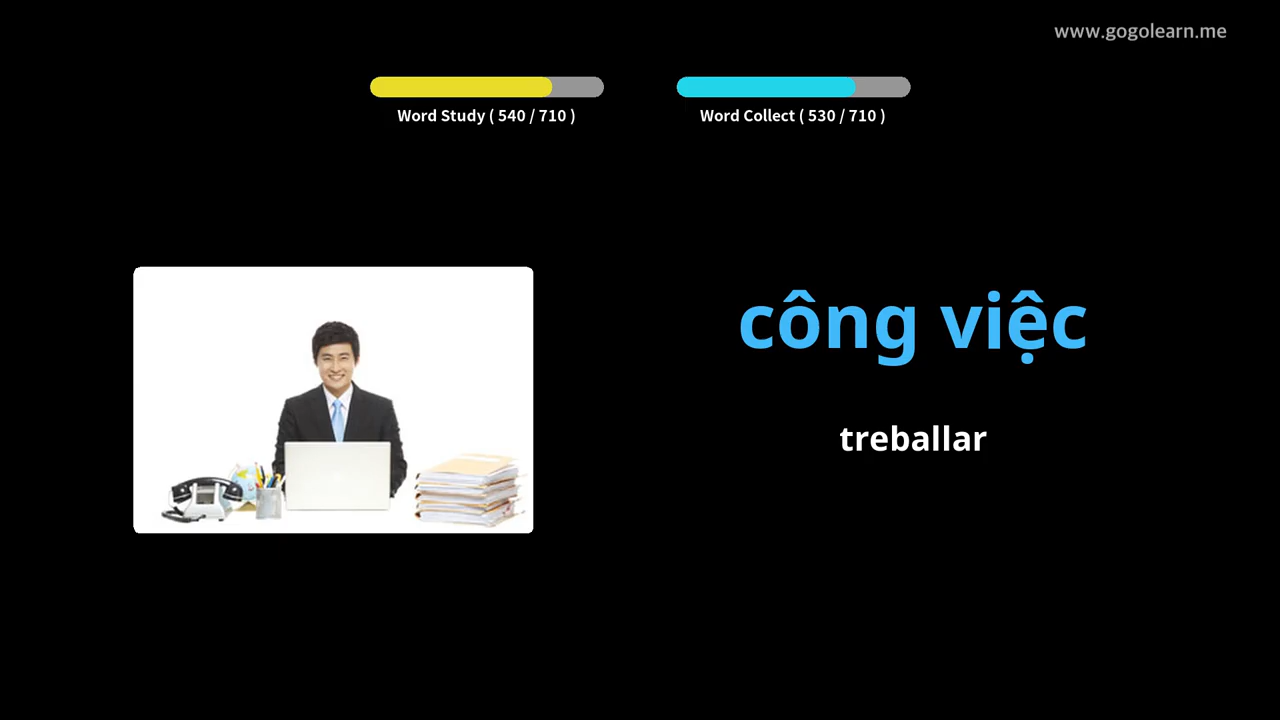 www.gogolearn.me
Word Study ( 540 / 710 )
Word Collect ( 530 / 710 )
công việc
treballar